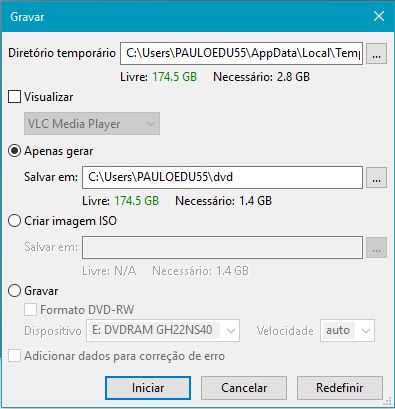 Gravar
Diretório temporário C:\Users\PAULOEDU55\AppData\Local\Temp ...
Livre: 174.5 GB Necessário: 2.8 GB
Visualizar
VLC Media Player
Apenas gerar
Salvar em: C:\Users\PAULOEDU55\dvd ...
Livre: 174.5 GB Necessário: 1.4 GB
Criar imagem ISO
Salvar em: ...
Livre: N/A Necessário: 1.4 GB
Gravar
Formato DVD-RW
Dispositivo E: DVDRAM GH22NS40 Velocidade auto
Adicionar dados para correção de erro
Iniciar Cancelar Redefinir